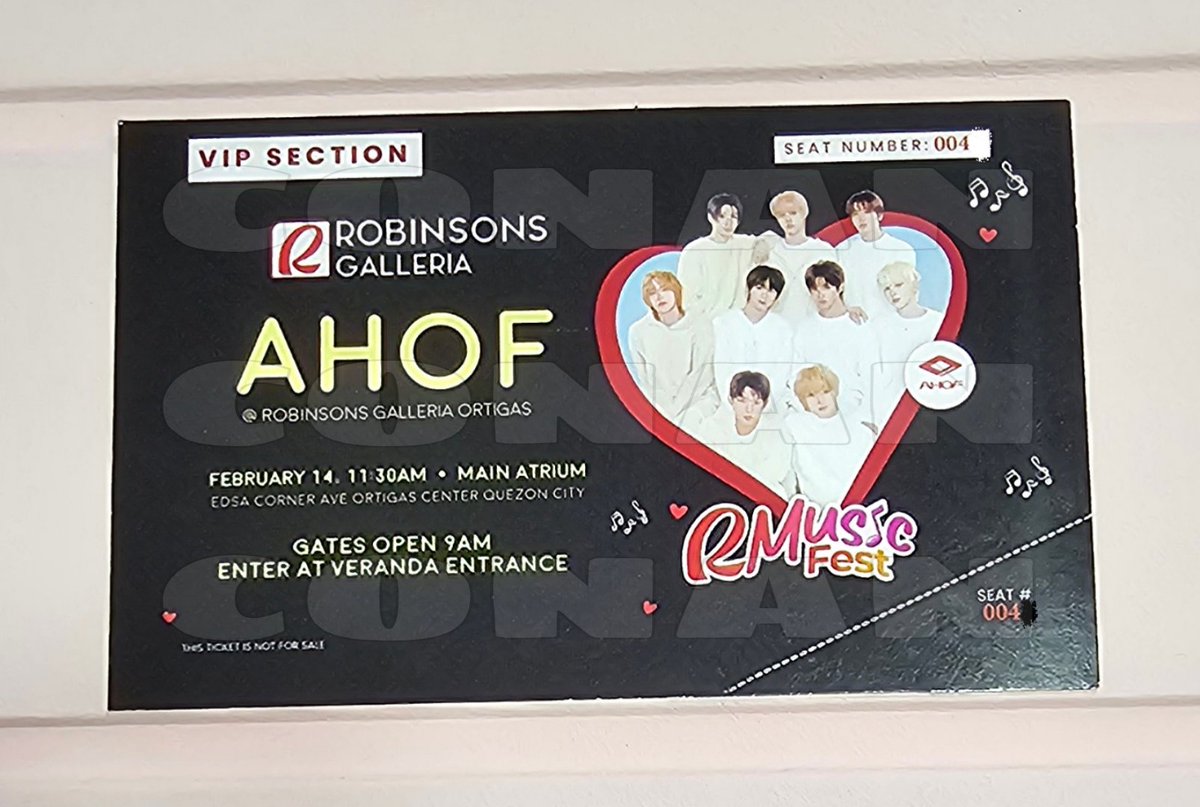 VIP SECTION
SEAT NUMBER: 004
ROBINSONS
GALLERIA
AHOF
@ ROBINSONS GALLERIA ORTIGAS
FEBRUARY 14, 11:30AM • MAIN ATRIUM
EDSA CORNER AVE ORTIGAS CENTER QUEZON CITY
GATES OPEN 9AM
ENTER AT VERANDA ENTRANCE
THIS TICKET IS NOT FOR SALE
AHOF
RMusic
Fest
SEAT #
004
CONAN
CONAN
CONAN